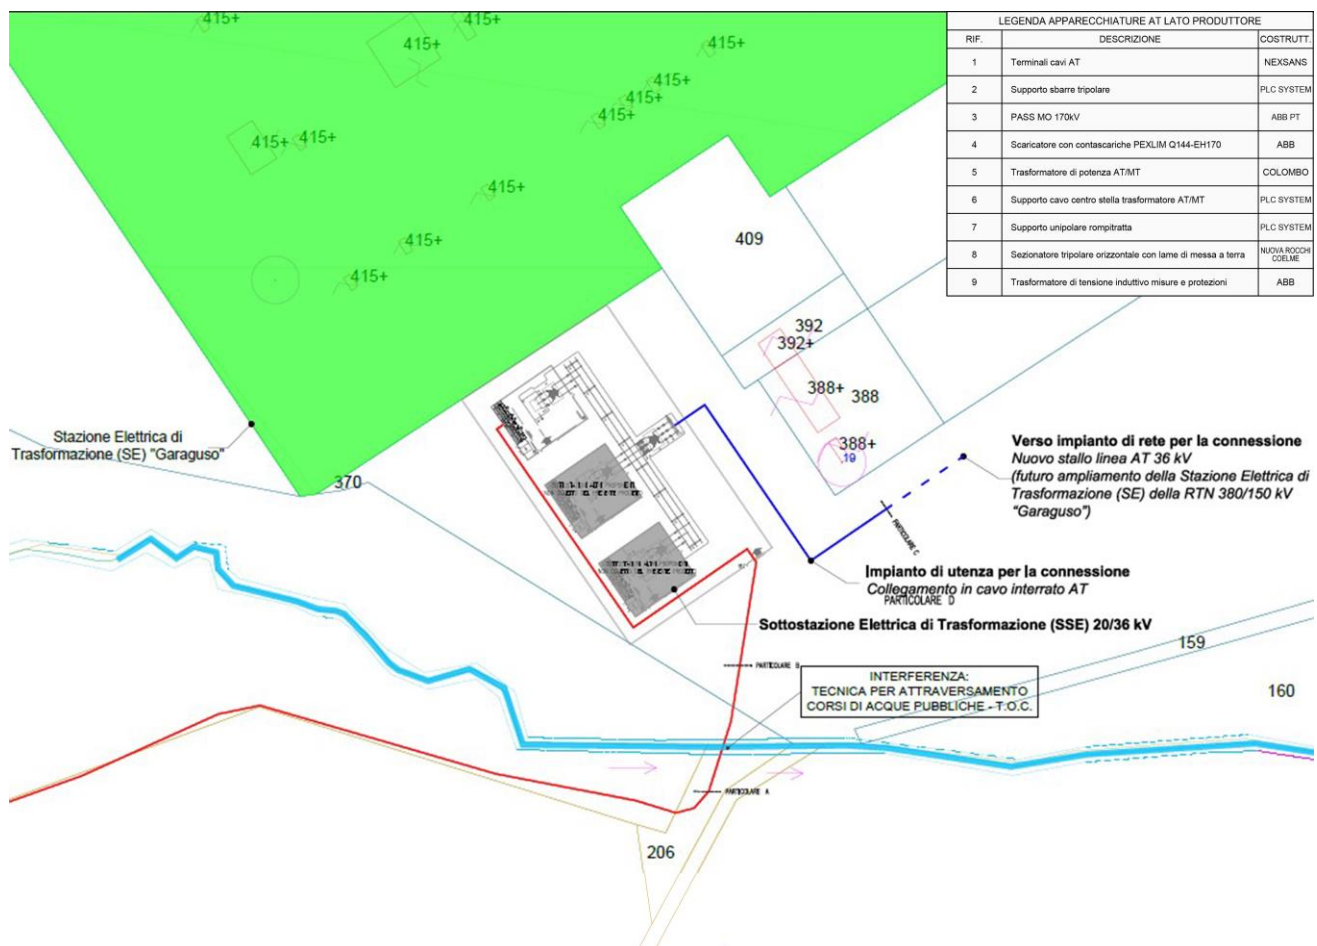 415+
415+
415+
415+
415+
415+
415+
415+
415+
415+
415+
415+
LEGENDA APPARECCHIATURE AT LATO PRODUTTORE
RIF. DESCRIZIONE COSTRUTT.
1 Terminali cavi AT NEXSANS
2 Supporto sbarre tripolare PLC SYSTEM
3 PASS MO 170kV ABB PT
4 Scaricatore con contascariche PEXLIM Q144-EH170 ABB
5 Trasformatore di potenza AT/MT COLOMBO
6 Supporto cavo centro stella trasformatore AT/MT PLC SYSTEM
7 Supporto unipolare rompitratta PLC SYSTEM
8 Sezionatore tripolare orizzontale con lame di messa a terra NUOVA ROCCHI
COELME
9 Trasformatore di tensione induttivo misure e protezioni ABB
409
392
392+
388+
388
388+
19
Stazione Elettrica di
Trasformazione (SE) "Garaguso"
370
Verso impianto di rete per la connessione
Nuovo stallo linea AT 36 kV
(futuro ampliamento della Stazione Elettrica di
Trasformazione (SE) della RTN 380/150 kV
"Garaguso")
PARTICOLARE C
Impianto di utenza per la connessione
Collegamento in cavo interrato AT
PARTICOLARE D
Sottostazione Elettrica di Trasformazione (SSE) 20/36 kV
159
PARTICOLARE B
INTERFERENZA:
TECNICA PER ATTRAVERSAMENTO
CORSI DI ACQUE PUBBLICHE - T.O.C.
160
PARTICOLARE A
206